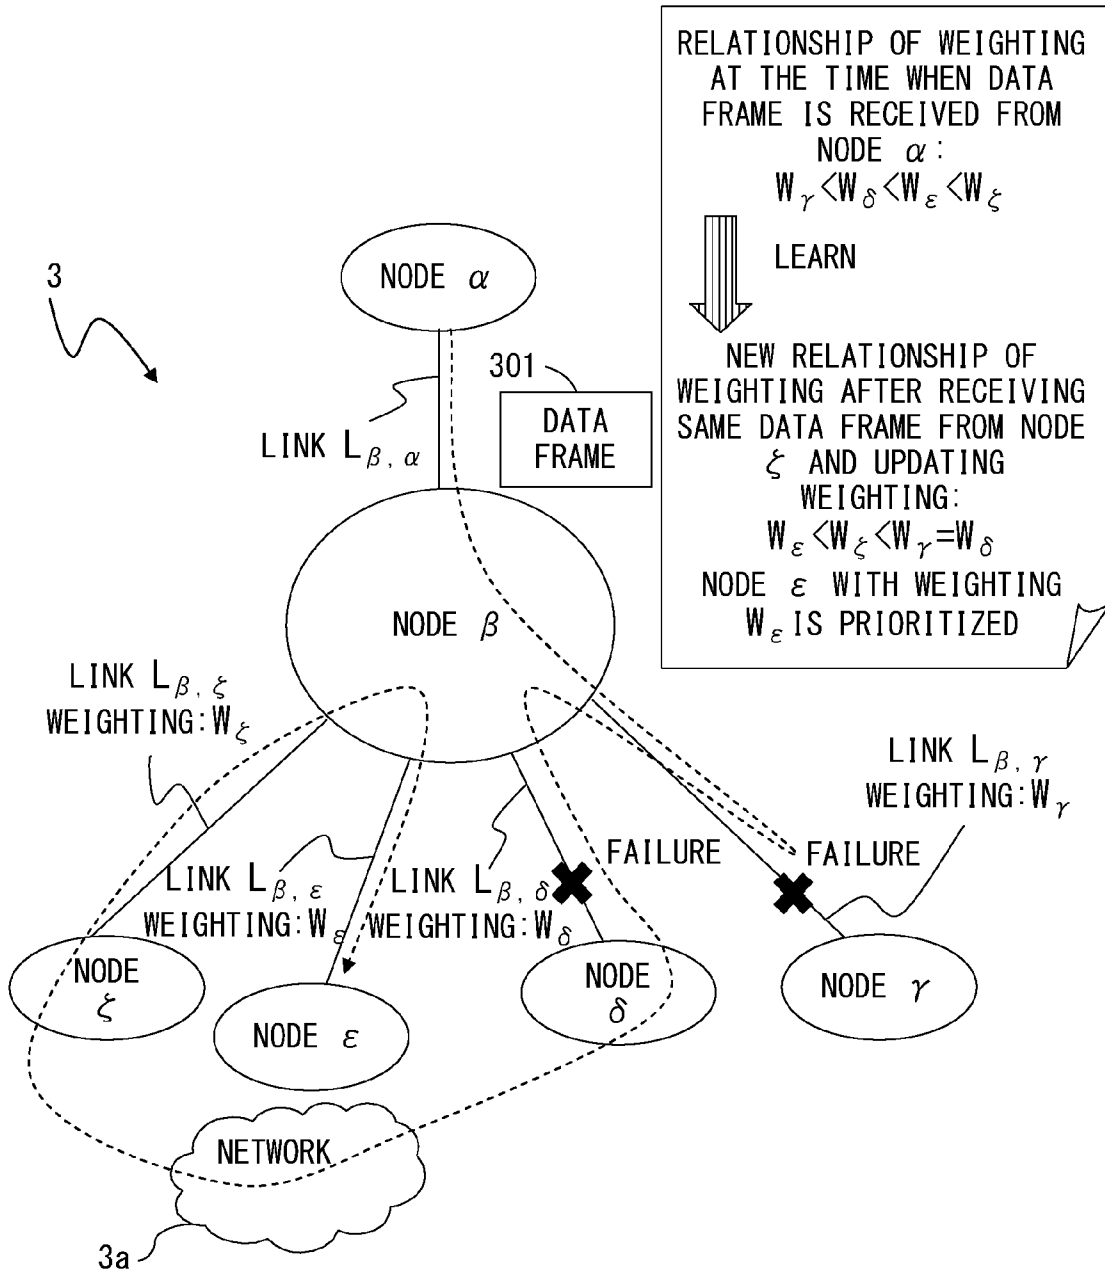 RELATIONSHIP OF WEIGHTING
AT THE TIME WHEN DATA
FRAME IS RECEIVED FROM
NODE α:
Wγ<Wδ<Wε<Wζ
LEARN
NEW RELATIONSHIP OF
WEIGHTING AFTER RECEIVING
SAME DATA FRAME FROM NODE
ζ AND UPDATING
WEIGHTING:
Wε<Wζ<Wγ=Wδ
NODE ε WITH WEIGHTING
Wε IS PRIORITIZED
3
NODE α
301
DATA
FRAME
LINK Lβ, α
NODE β
LINK Lβ, ζ
WEIGHTING:Wζ
LINK Lβ, γ
WEIGHTING:Wγ
FAILURE
FAILURE
LINK Lβ, ε
WEIGHTING:Wε
LINK Lβ, δ
WEIGHTING:Wδ
NODE
ζ
NODE ε
NODE
δ
NODE γ
NETWORK
3a